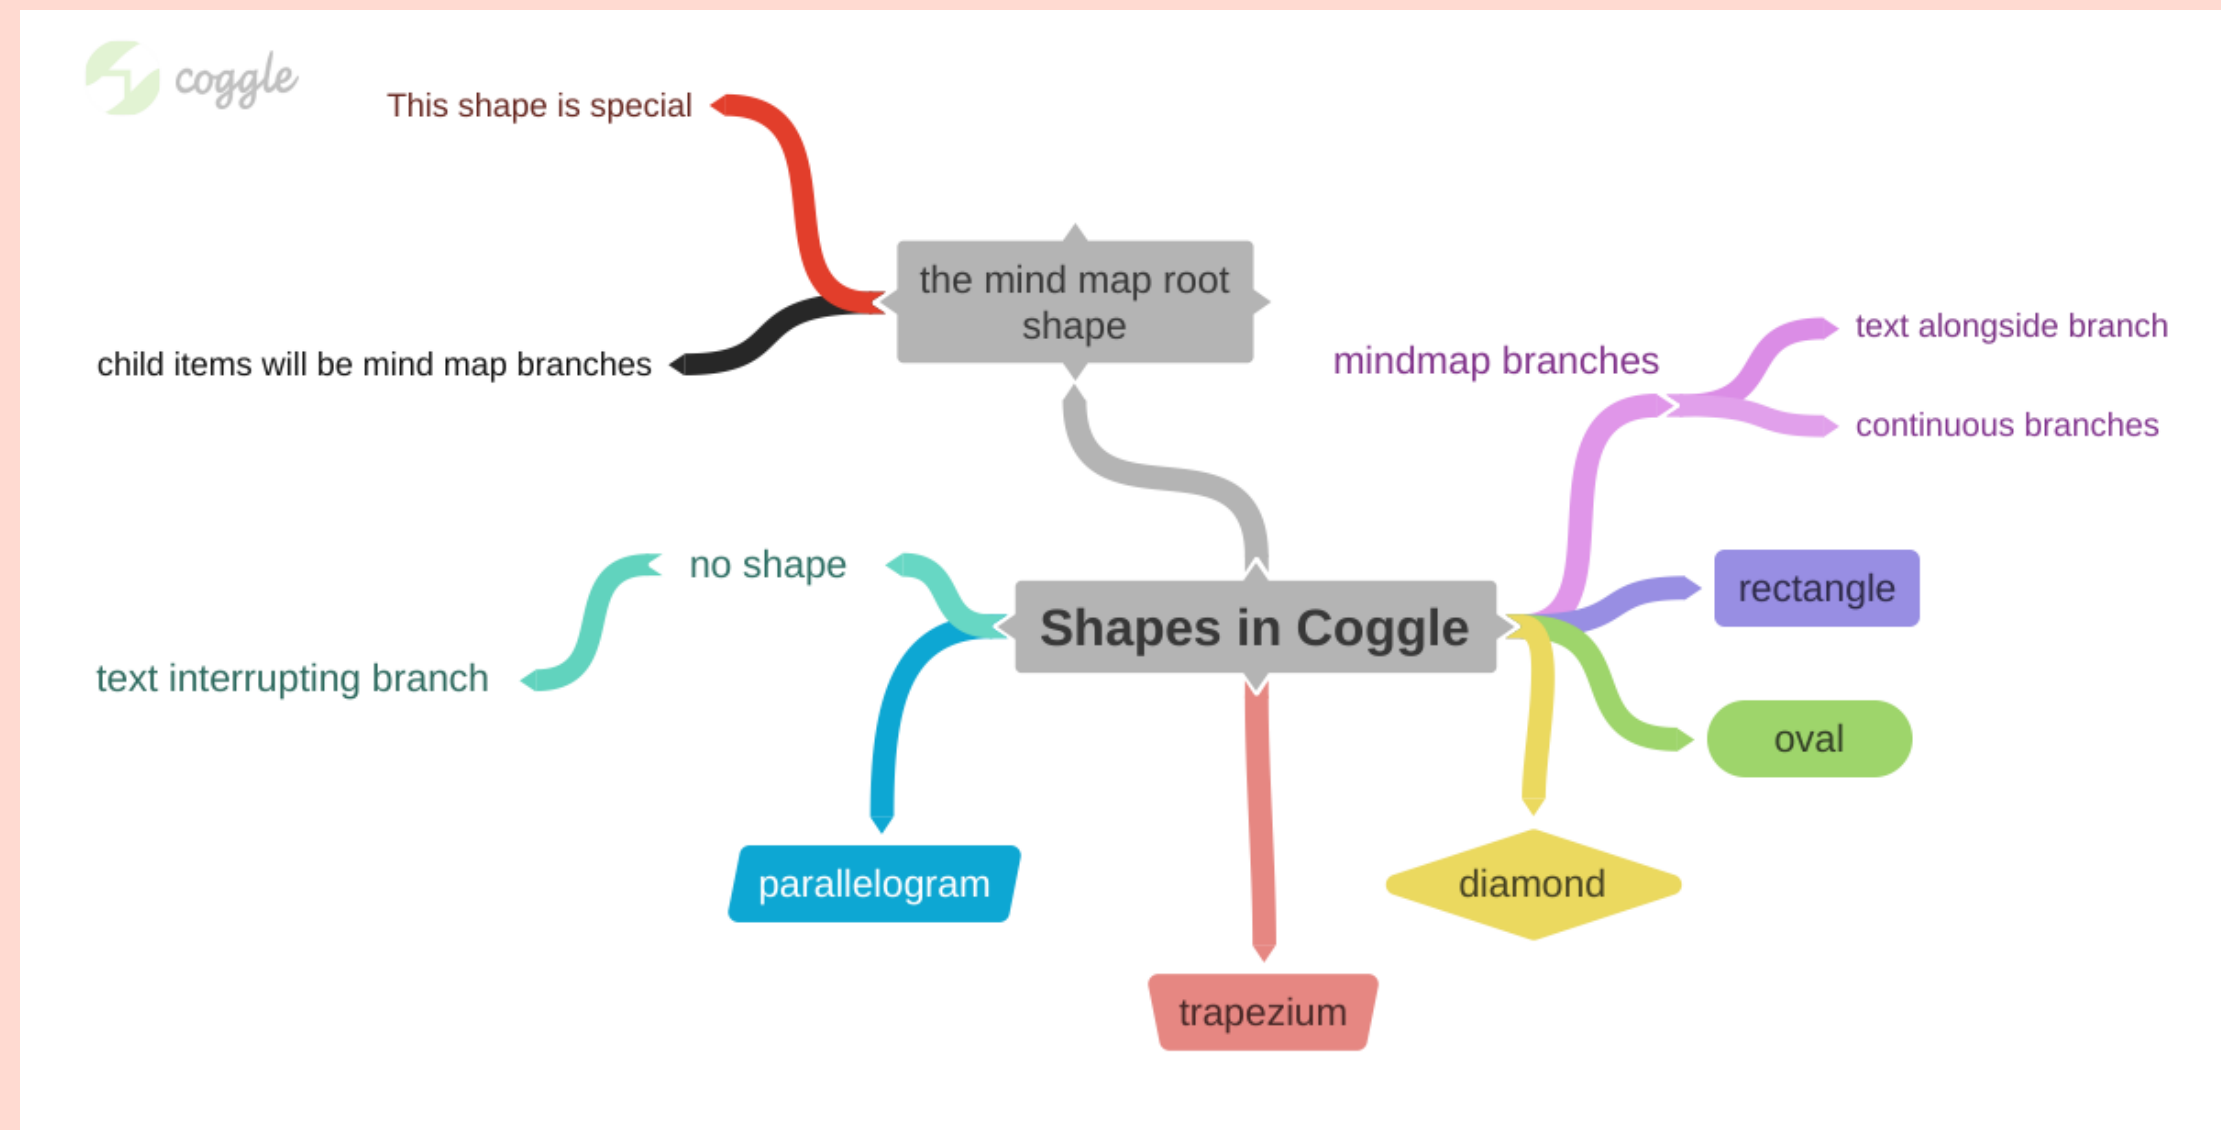 coggle
This shape is special
the mind map root
shape
child items will be mind map branches
mindmap branches
text alongside branch
continuous branches
no shape
text interrupting branch
Shapes in Coggle
rectangle
oval
parallelogram
diamond
trapezium